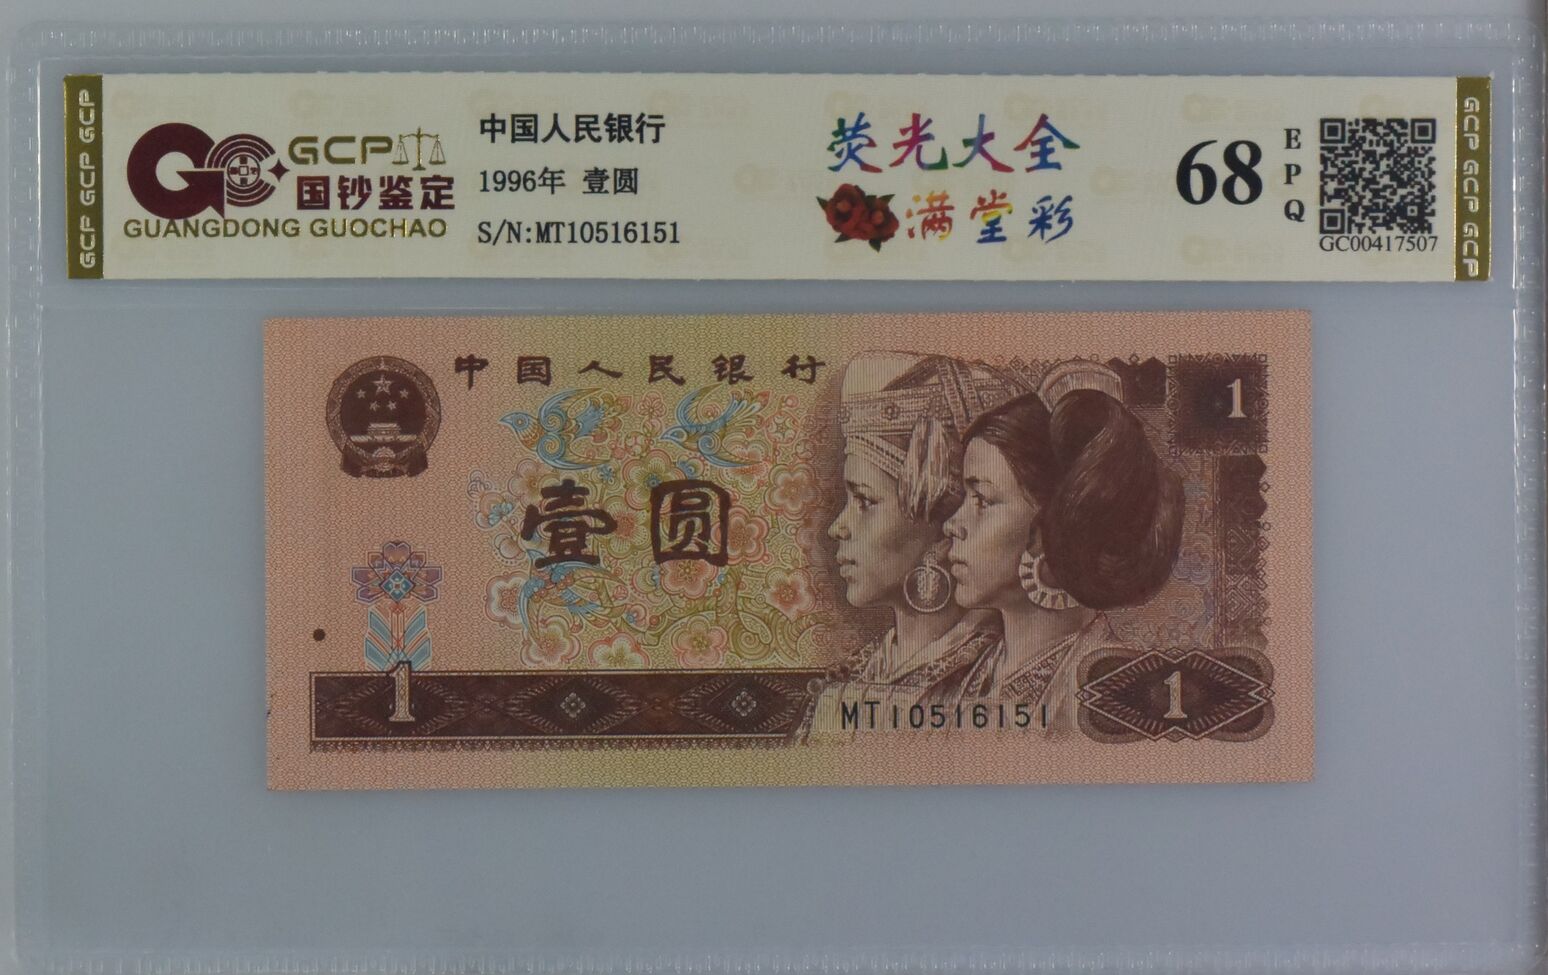 GCP GCP GCP
GCP
国钞鉴定
GUANGDONG GUOCHAO
中国人民银行
1996年 壹圆
S/N:MT10516151
荧光大全
满堂彩
68
EPQ
GC00417507
GCP GCP GCP
中国人民银行
1
壹圆
1
MT10516151
1